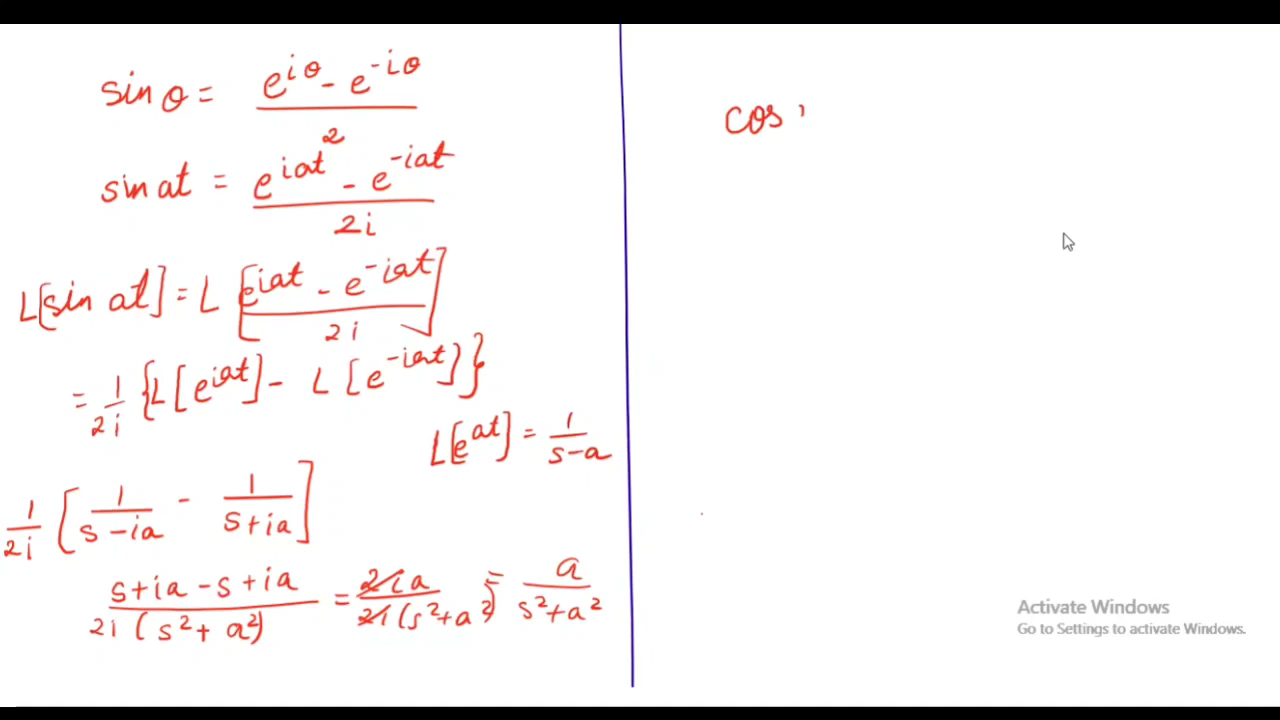 sin θ = (e^{iθ} - e^{-iθ}) / 2
sin at = (e^{iat} - e^{-iat}) / 2i
L[sin at] = L [(e^{iat} - e^{-iat}) / 2i]
= 1/2i {L[e^{iat}] - L[e^{-iat}]}
L[e^{at}] = 1/(s-a)
1/2i [1/(s-ia) - 1/(s+ia)]
(s+ia-s+ia) / 2i(s²+a²) = 2ia / 2i(s²+a²) = a / (s²+a²)
cos
Activate Windows
Go to Settings to activate Windows.